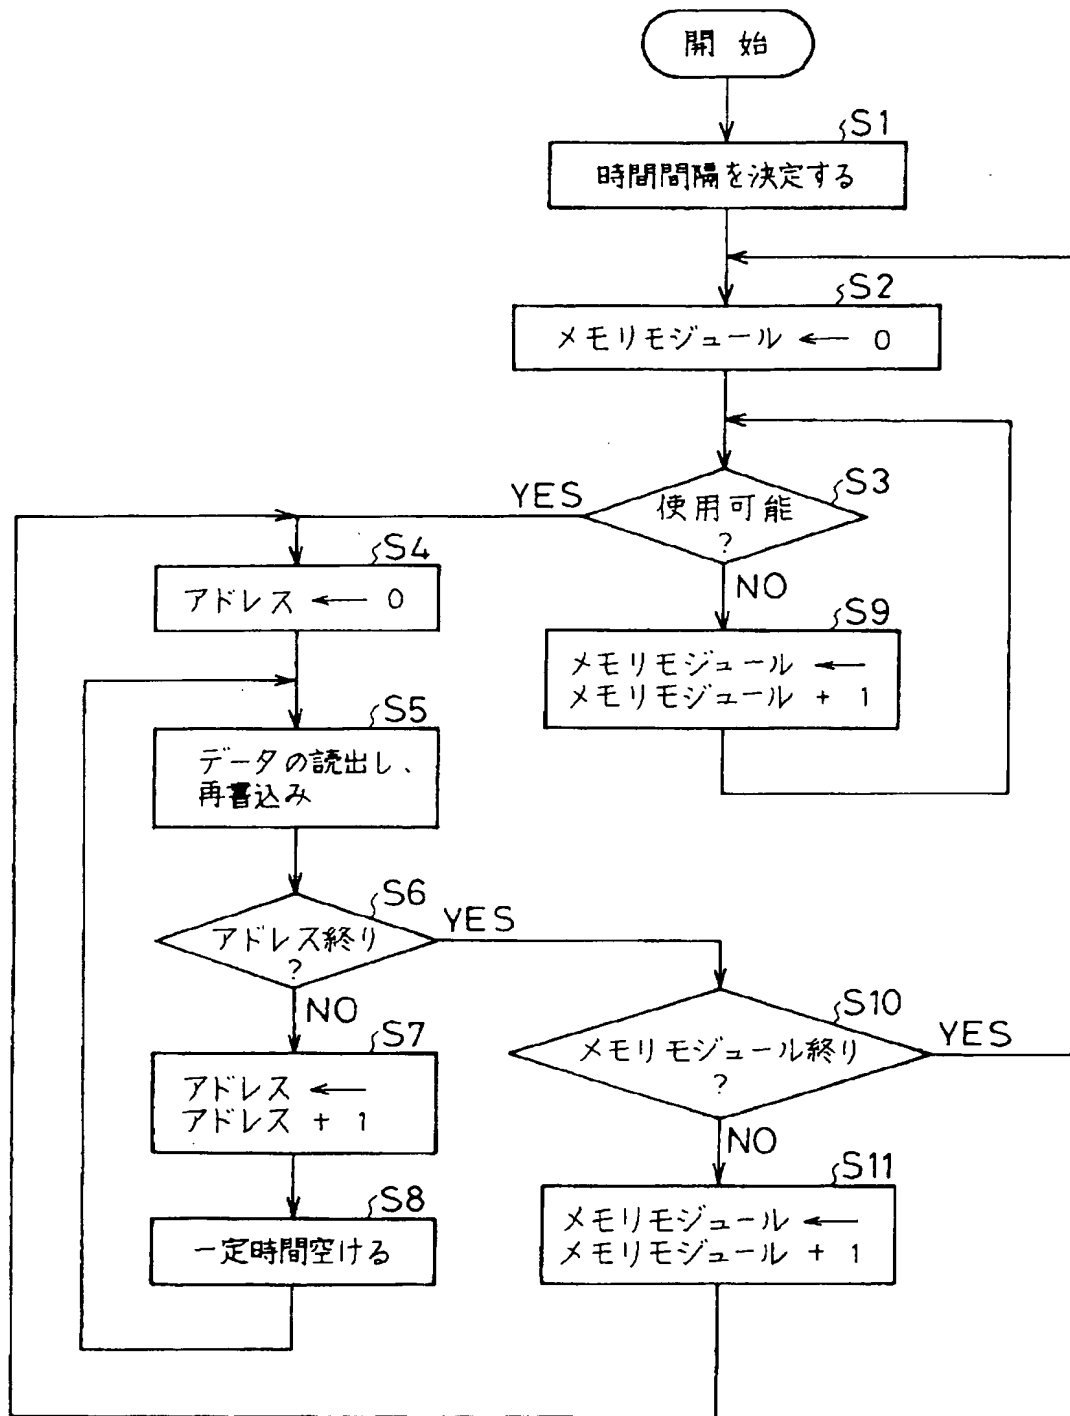 開始
S1
時間間隔を決定する
S2
メモリモジュール ← 0
S3
使用可能
?
YES
NO
S4
アドレス ← 0
S9
メモリモジュール ←
メモリモジュール + 1
S5
データの読出し、
再書込み
S6
アドレス終り
?
YES
NO
S10
メモリモジュール終り
?
YES
NO
S7
アドレス ←
アドレス + 1
S8
一定時間空ける
S11
メモリモジュール ←
メモリモジュール + 1